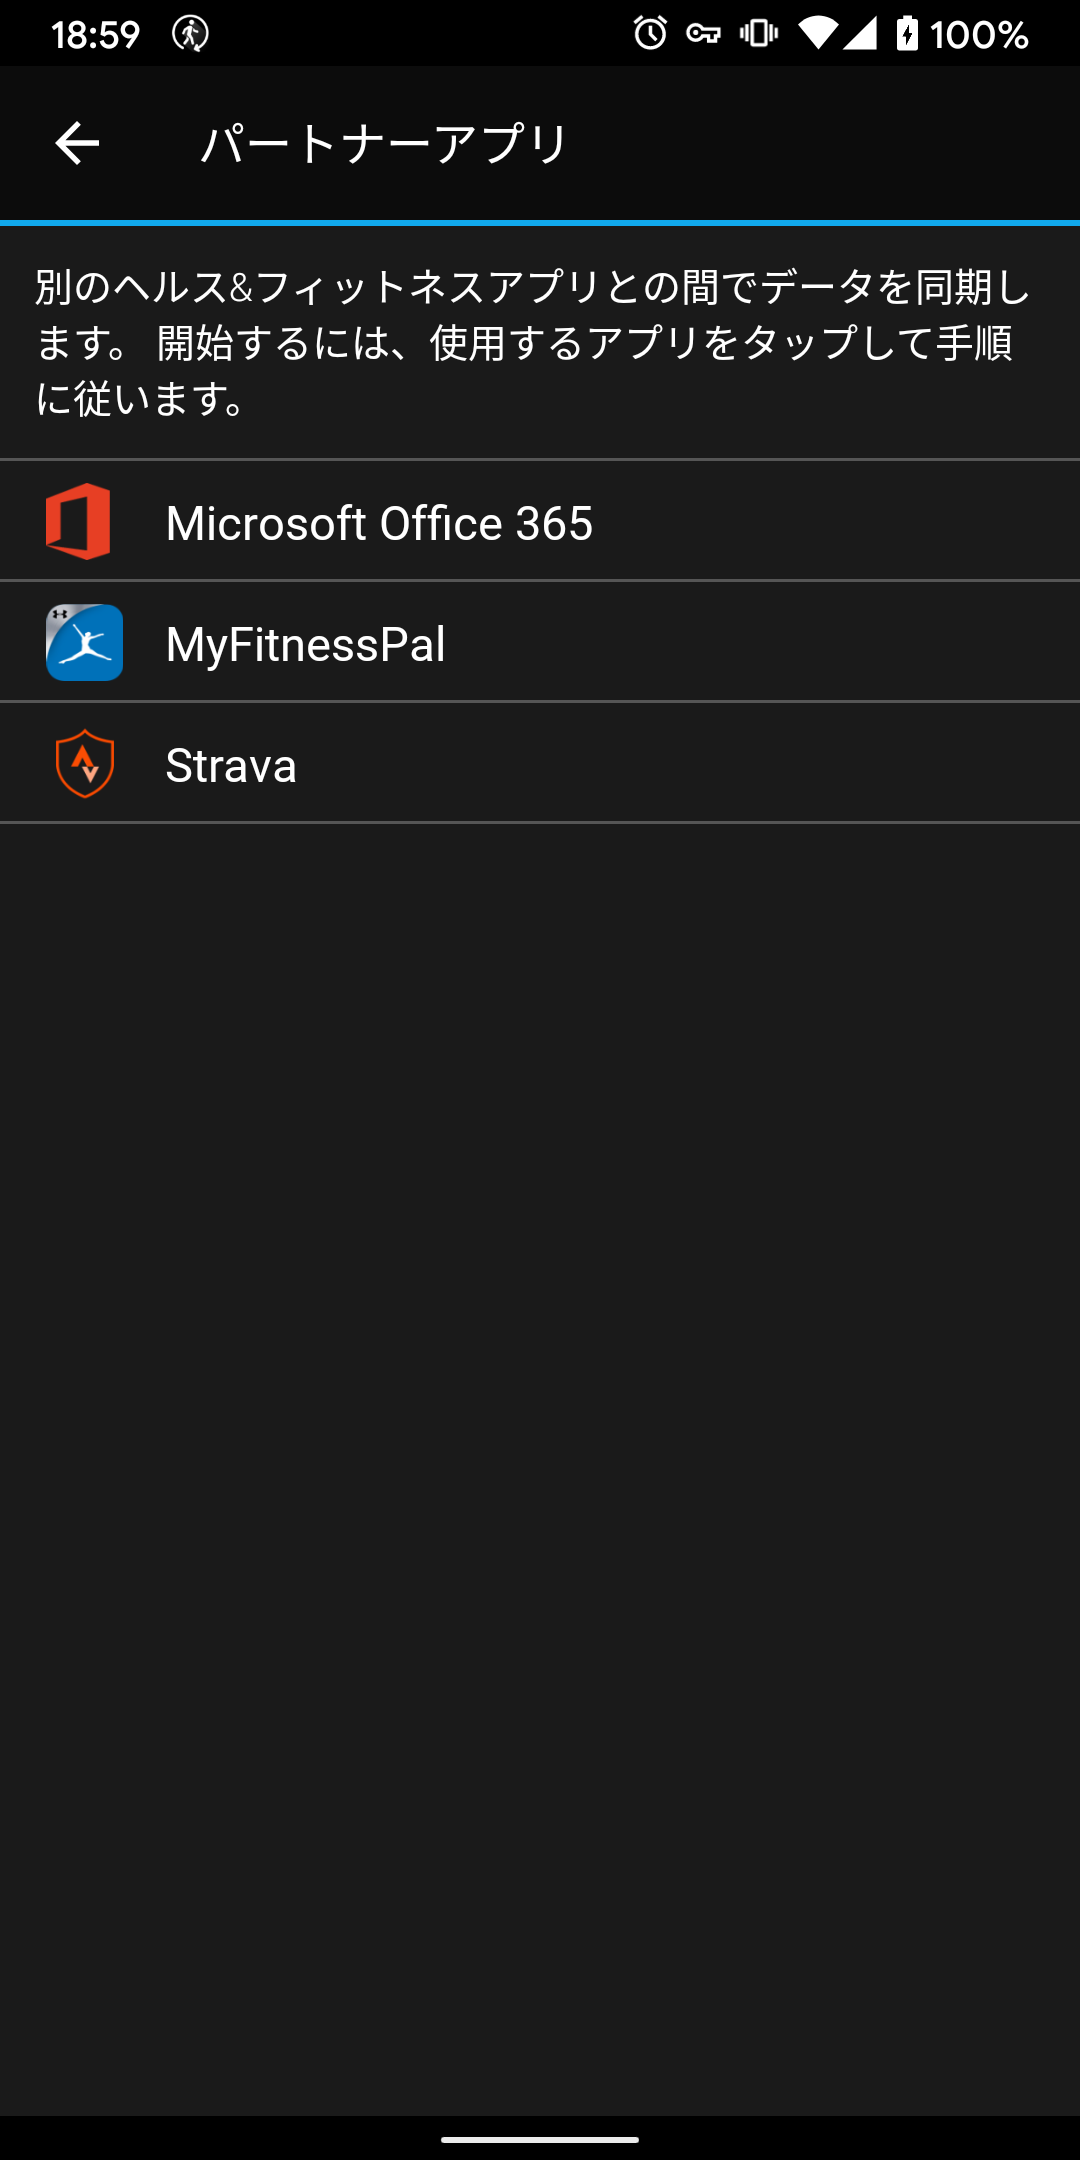 18:59 100%
パートナーアプリ
別のヘルス&フィットネスアプリとの間でデータを同期し
ます。 開始するには、使用するアプリをタップして手順
に従います。
Microsoft Office 365
MyFitnessPal
Strava